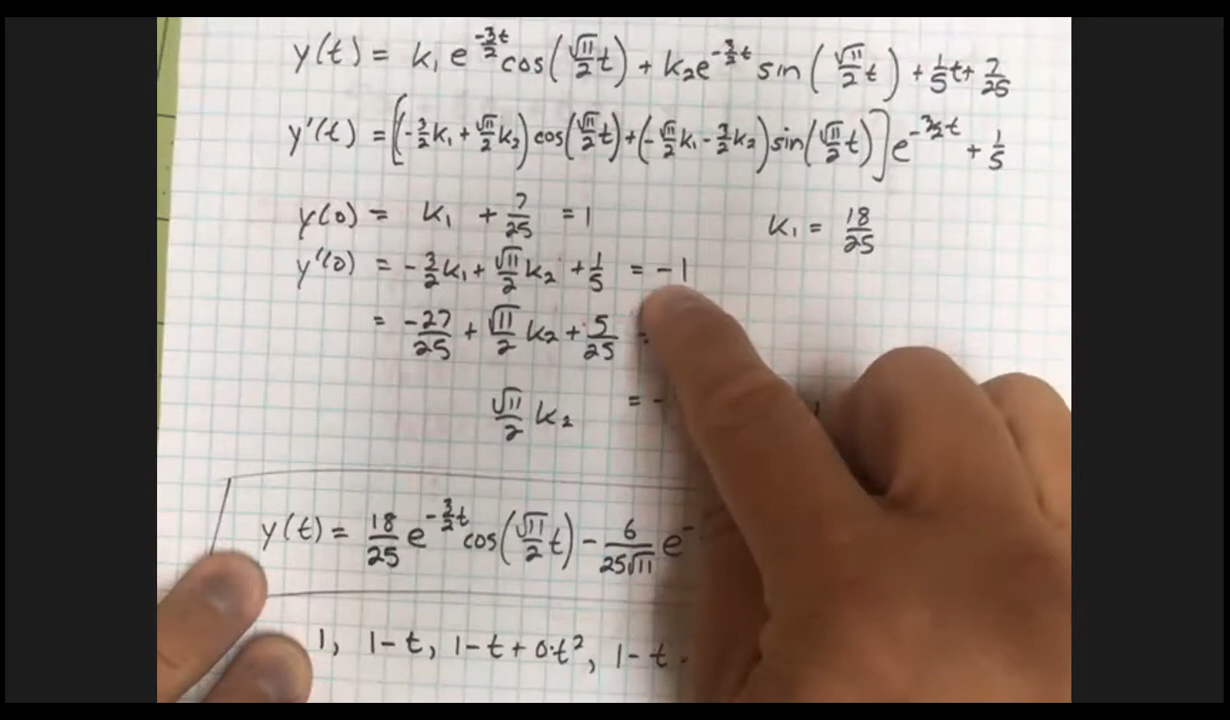 y(t) = k₁ e^{-3/2 t} cos(√11/2 t) + k₂e^{-3/2 t} sin(√11/2 t) + 1/5 t + 7/25
y'(t) = [(-3/2 k₁ + √11/2 k₂) cos(√11/2 t) + (-√11/2 k₁ - 3/2 k₂) sin(√11/2 t)] e^{-3/2 t} + 1/5
y(0) = k₁ + 7/25 = 1 k₁ = 18/25
y'(0) = -3/2 k₁ + √11/2 k₂ + 1/5 = -1
= -27/25 + √11/2 k₂ + 5/25
√11/2 k₂ = -
y(t) = 18/25 e^{-3/2 t} cos(√11/2 t) - 6/(25√11) e^-
1, 1-t, 1-t+0·t², 1-t